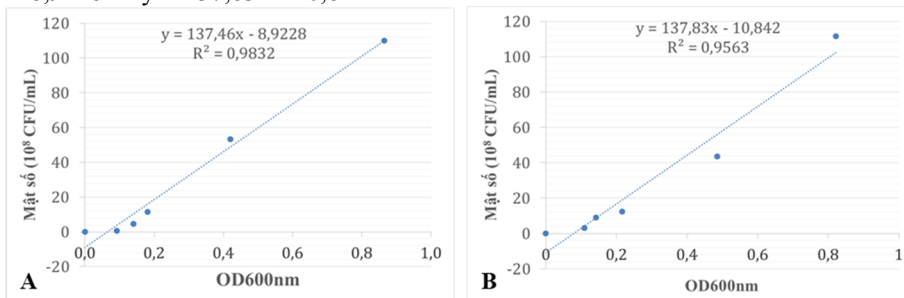 y = 137,46x - 8,9228
R² = 0,9832
120
100
80
60
40
20
0
-20
0,0 0,2 0,4 0,6 0,8 1,0
Mật số (10⁸ CFU/mL)
OD600nm
A
y = 137,83x - 10,842
R² = 0,9563
120
100
80
60
40
20
0
-20
0 0,2 0,4 0,6 0,8 1
Mật số (10⁸ CFU/mL)
OD600nm
B